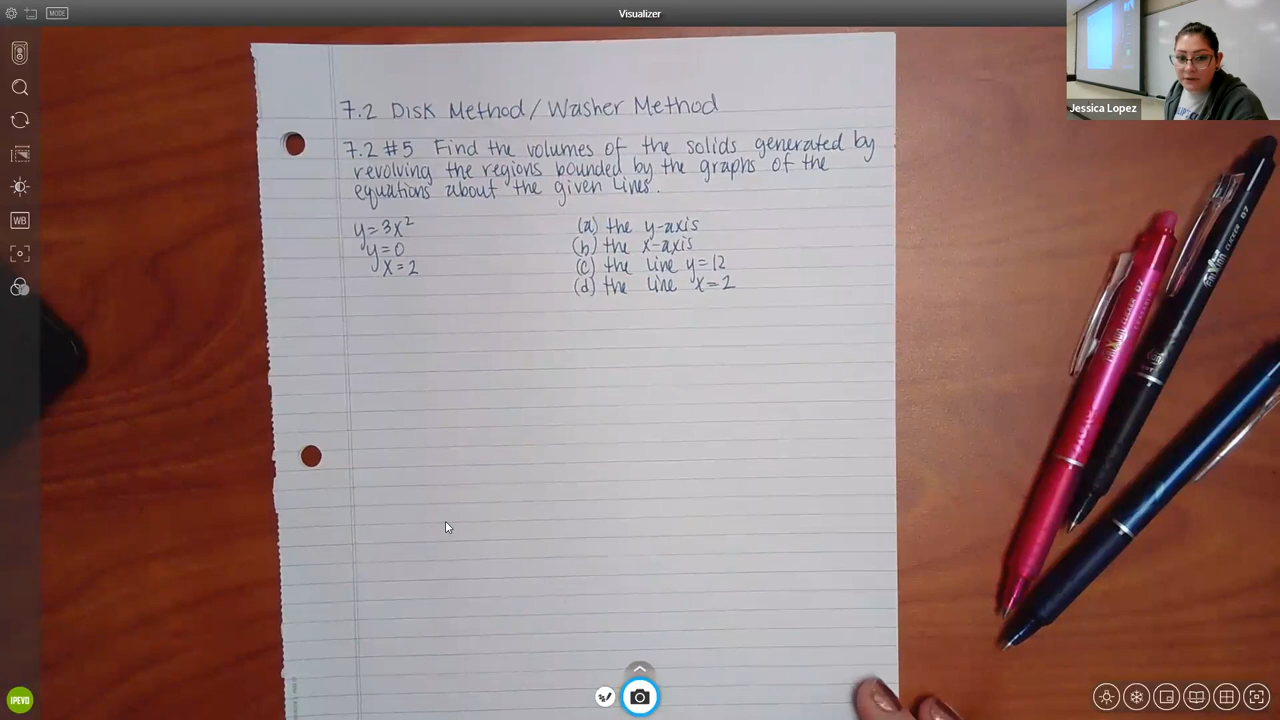 MODE
Visualizer
Jessica Lopez
WB
7.2 Disk Method/Washer Method
7.2 #5 Find the volumes of the solids generated by
revolving the regions bounded by the graphs of the
equations about the given lines.
y=3x²
y=0
x=2
(a) the y-axis
(b) the x-axis
(c) the line y=12
(d) the line x=2
IPEVO